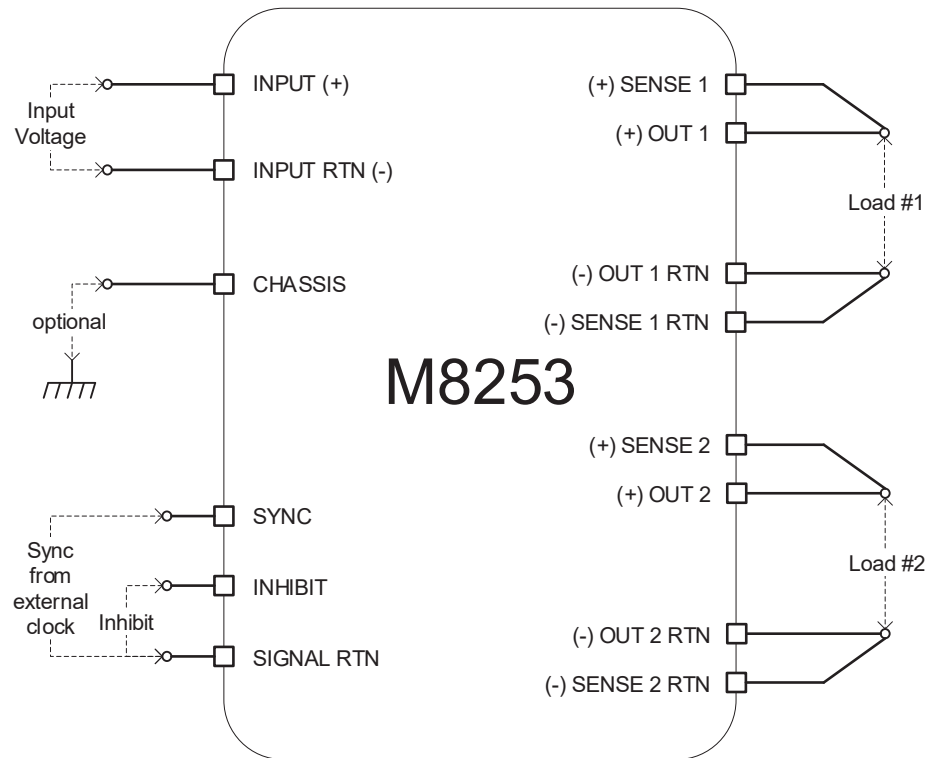 INPUT (+)
Input
Voltage
INPUT RTN (-)
CHASSIS
optional
M8253
SYNC
Sync
from
external
clock
INHIBIT
Inhibit
SIGNAL RTN
(+) SENSE 1
(+) OUT 1
Load #1
(-) OUT 1 RTN
(-) SENSE 1 RTN
(+) SENSE 2
(+) OUT 2
Load #2
(-) OUT 2 RTN
(-) SENSE 2 RTN